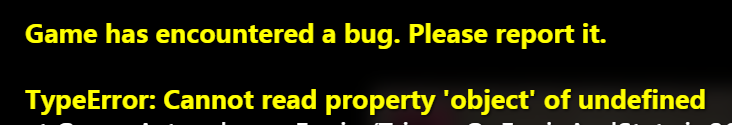 Game has encountered a bug. Please report it.
TypeError: Cannot read property 'object' of undefined